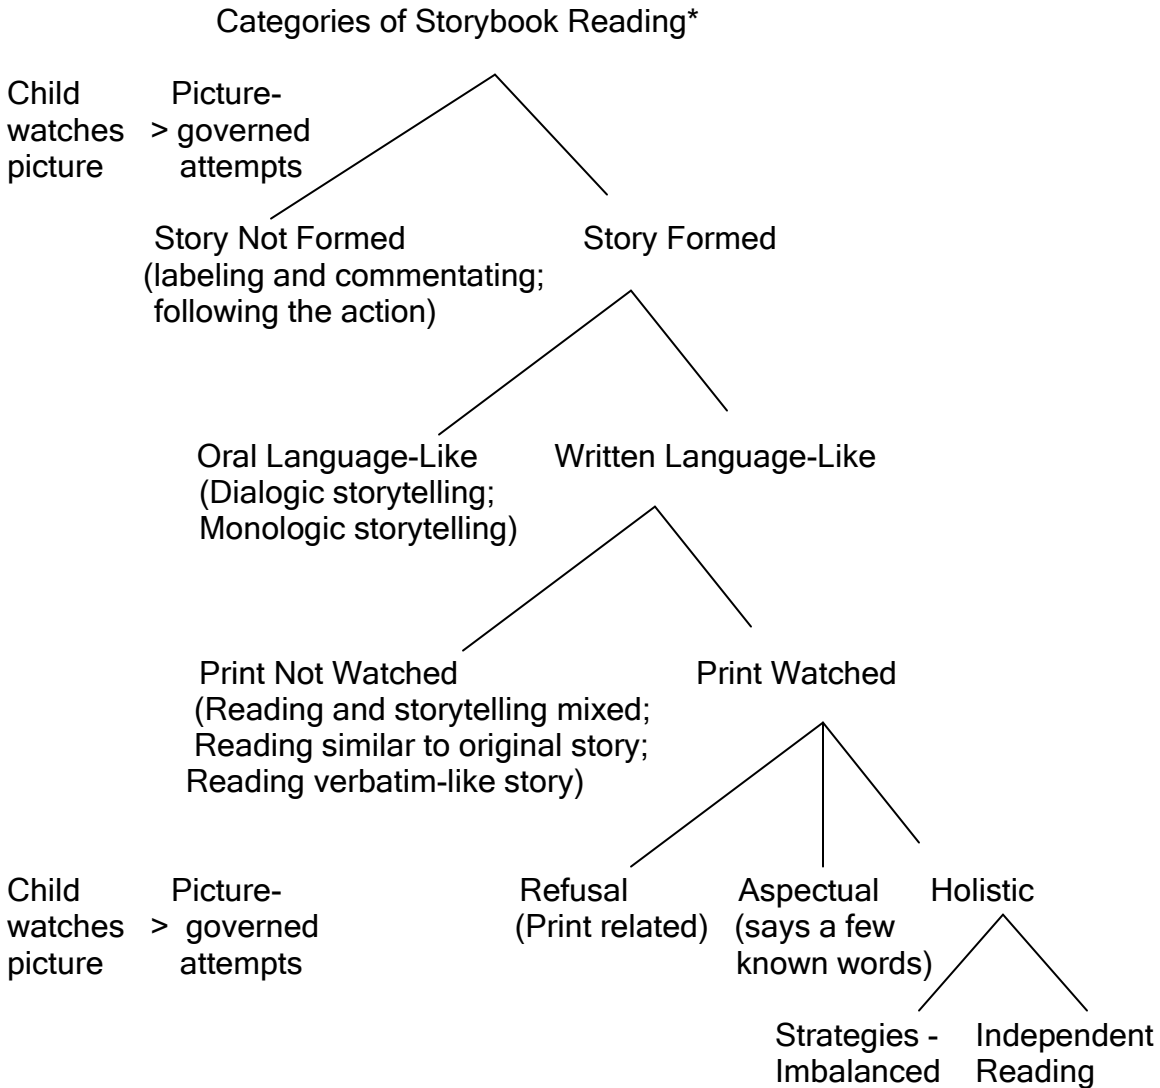 Categories of Storybook Reading*
Child Picture-
watches > governed
picture attempts
Story Not Formed Story Formed
(labeling and commentating;
following the action)
Oral Language-Like Written Language-Like
(Dialogic storytelling;
Monologic storytelling)
Print Not Watched Print Watched
(Reading and storytelling mixed;
Reading similar to original story;
Reading verbatim-like story)
Child Picture- Refusal Aspectual Holistic
watches > governed (Print related) (says a few
picture attempts known words)
Strategies - Independent
Imbalanced Reading